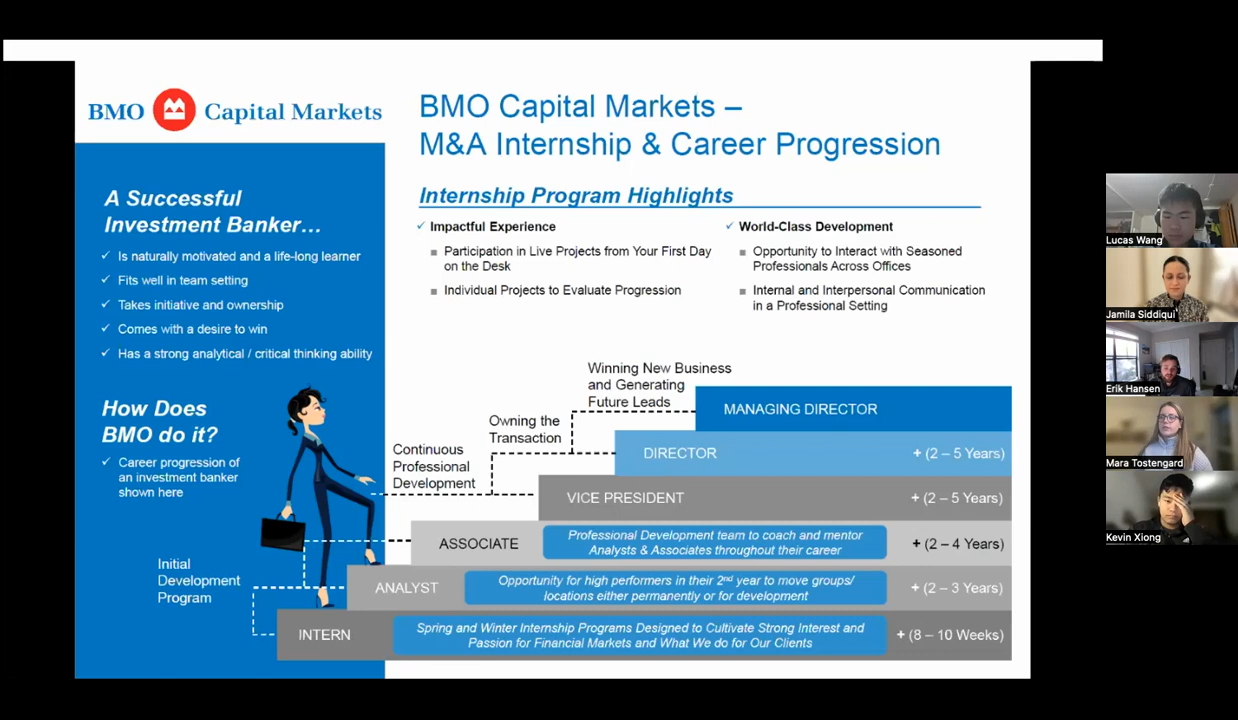 BMO Capital Markets
A Successful
Investment Banker…
✓ Is naturally motivated and a life-long learner
✓ Fits well in team setting
✓ Takes initiative and ownership
✓ Comes with a desire to win
✓ Has a strong analytical / critical thinking ability
How Does
BMO do it?
✓ Career progression of
an investment banker
shown here
BMO Capital Markets –
M&A Internship & Career Progression
Internship Program Highlights
✓ Impactful Experience
■ Participation in Live Projects from Your First Day
on the Desk
■ Individual Projects to Evaluate Progression
✓ World-Class Development
■ Opportunity to Interact with Seasoned
Professionals Across Offices
■ Internal and Interpersonal Communication
in a Professional Setting
Winning New Business
and Generating
Future Leads
MANAGING DIRECTOR
Owning the
Transaction
DIRECTOR
+ (2 – 5 Years)
Continuous
Professional
Development
VICE PRESIDENT
+ (2 – 5 Years)
ASSOCIATE
Professional Development team to coach and mentor
Analysts & Associates throughout their career
+ (2 – 4 Years)
Initial
Development
Program
ANALYST
Opportunity for high performers in their 2nd year to move groups/
locations either permanently or for development
+ (2 – 3 Years)
INTERN
Spring and Winter Internship Programs Designed to Cultivate Strong Interest and
Passion for Financial Markets and What We do for Our Clients
+ (8 – 10 Weeks)
Lucas Wang
Jamila Siddiqui
Erik Hansen
Mara Tostengard
Kevin Xiong